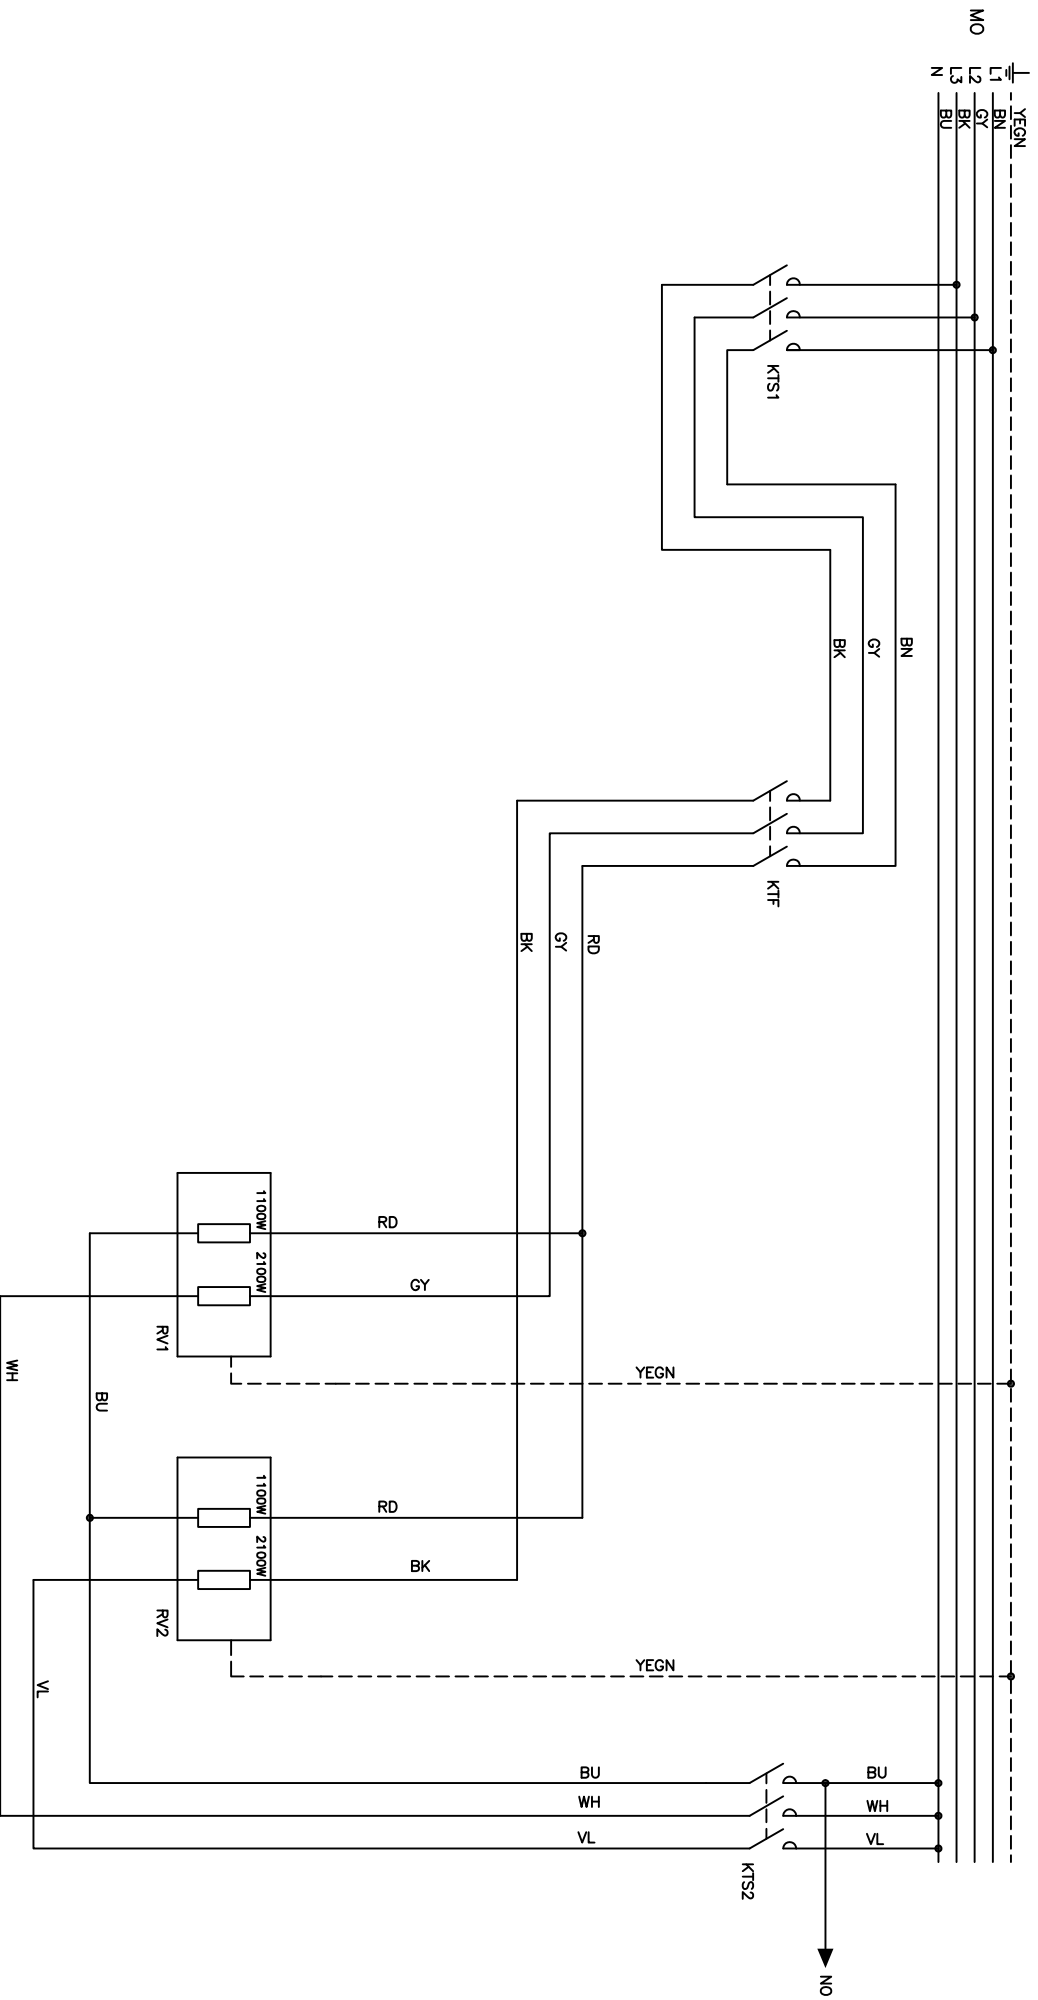 MO
L1
L2
L3
N
YEGN
BN
GY
BK
BU
KTS1
BN
GY
BK
KTF
RD
GY
BK
1100W
2100W
RV1
RD
GY
YEGN
WH
BU
1100W
2100W
RV2
RD
BK
YEGN
VL
BU
WH
VL
BU
WH
VL
KTS2
NO